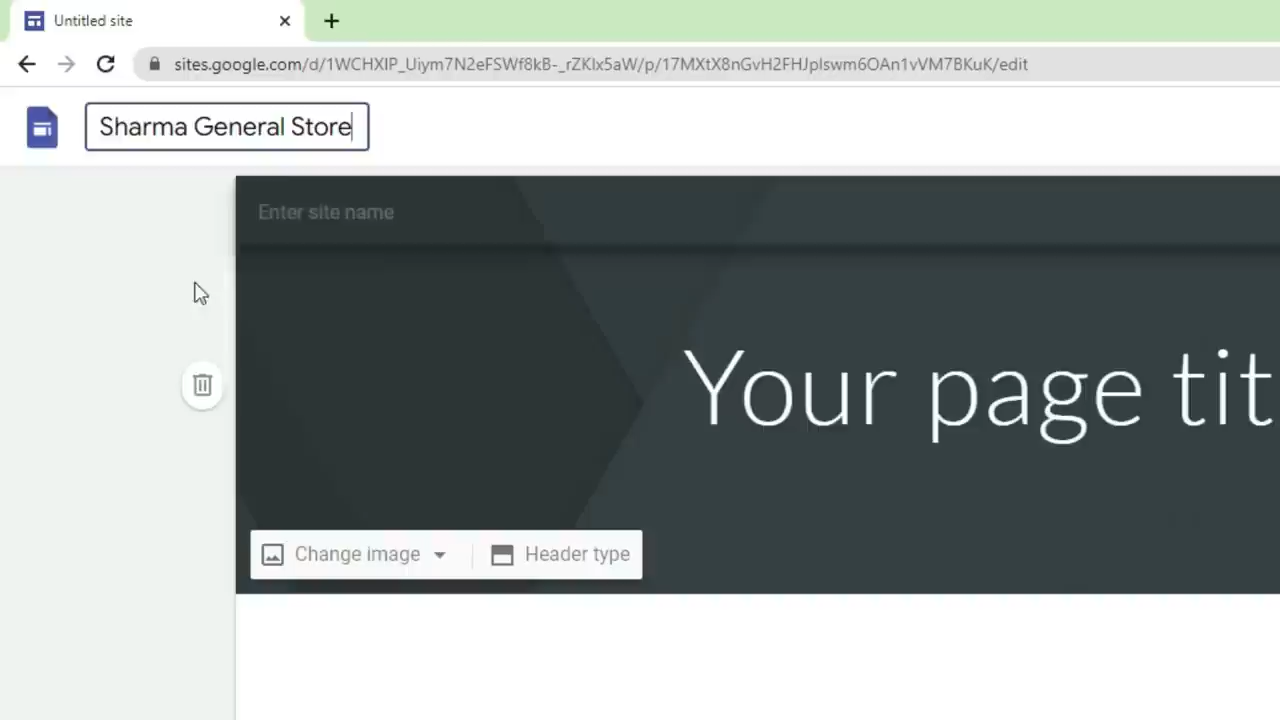 Untitled site
sites.google.com/d/1WCHXIP_Uiym7N2eFSWf8kB-_rZKlx5aW/p/17MXtX8nGvH2FHJplswm6OAn1vVM7BKuK/edit
Sharma General Store
Enter site name
Your page tit
Change image
Header type